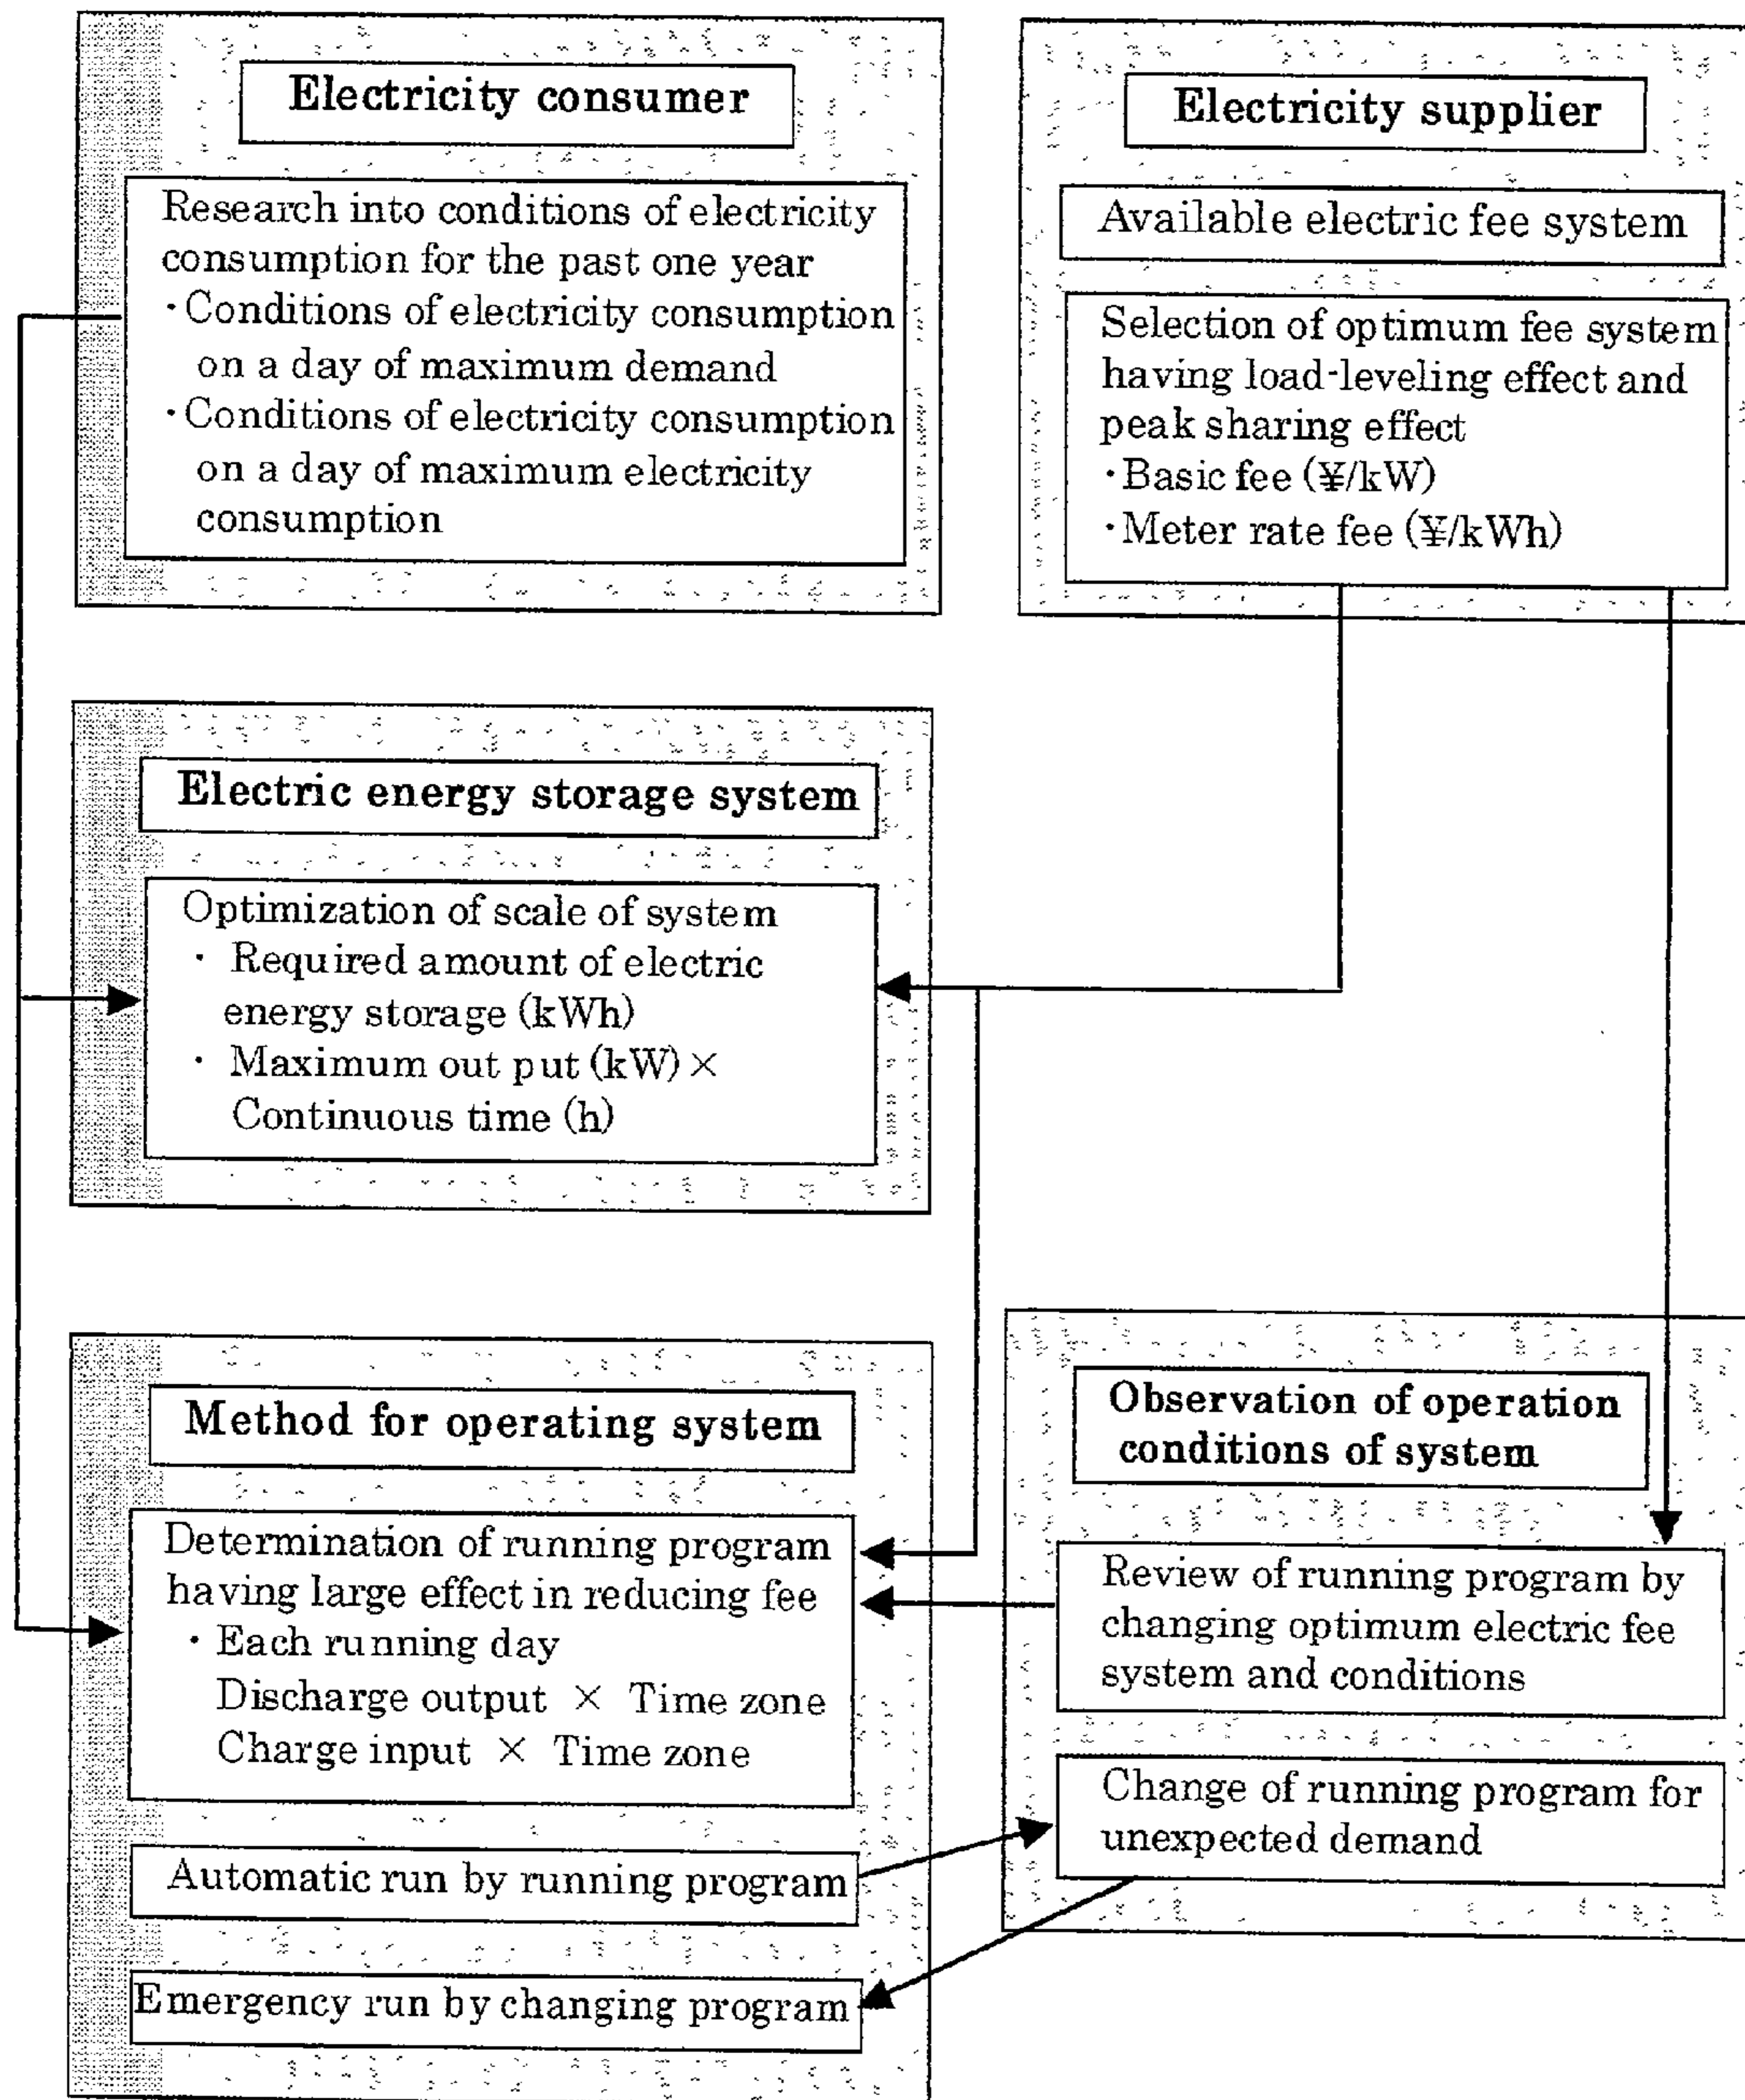 Electricity consumer
Research into conditions of electricity
consumption for the past one year
・Conditions of electricity consumption
on a day of maximum demand
・Conditions of electricity consumption
on a day of maximum electricity
consumption
Electricity supplier
Available electric fee system
Selection of optimum fee system
having load-leveling effect and
peak sharing effect
・Basic fee (¥/kW)
・Meter rate fee (¥/kWh)
Electric energy storage system
Optimization of scale of system
・ Required amount of electric
energy storage (kWh)
・ Maximum out put (kW) ×
Continuous time (h)
Method for operating system
Determination of running program
having large effect in reducing fee
・ Each running day
Discharge output × Time zone
Charge input × Time zone
Automatic run by running program
Emergency run by changing program
Observation of operation
conditions of system
Review of running program by
changing optimum electric fee
system and conditions
Change of running program for
unexpected demand